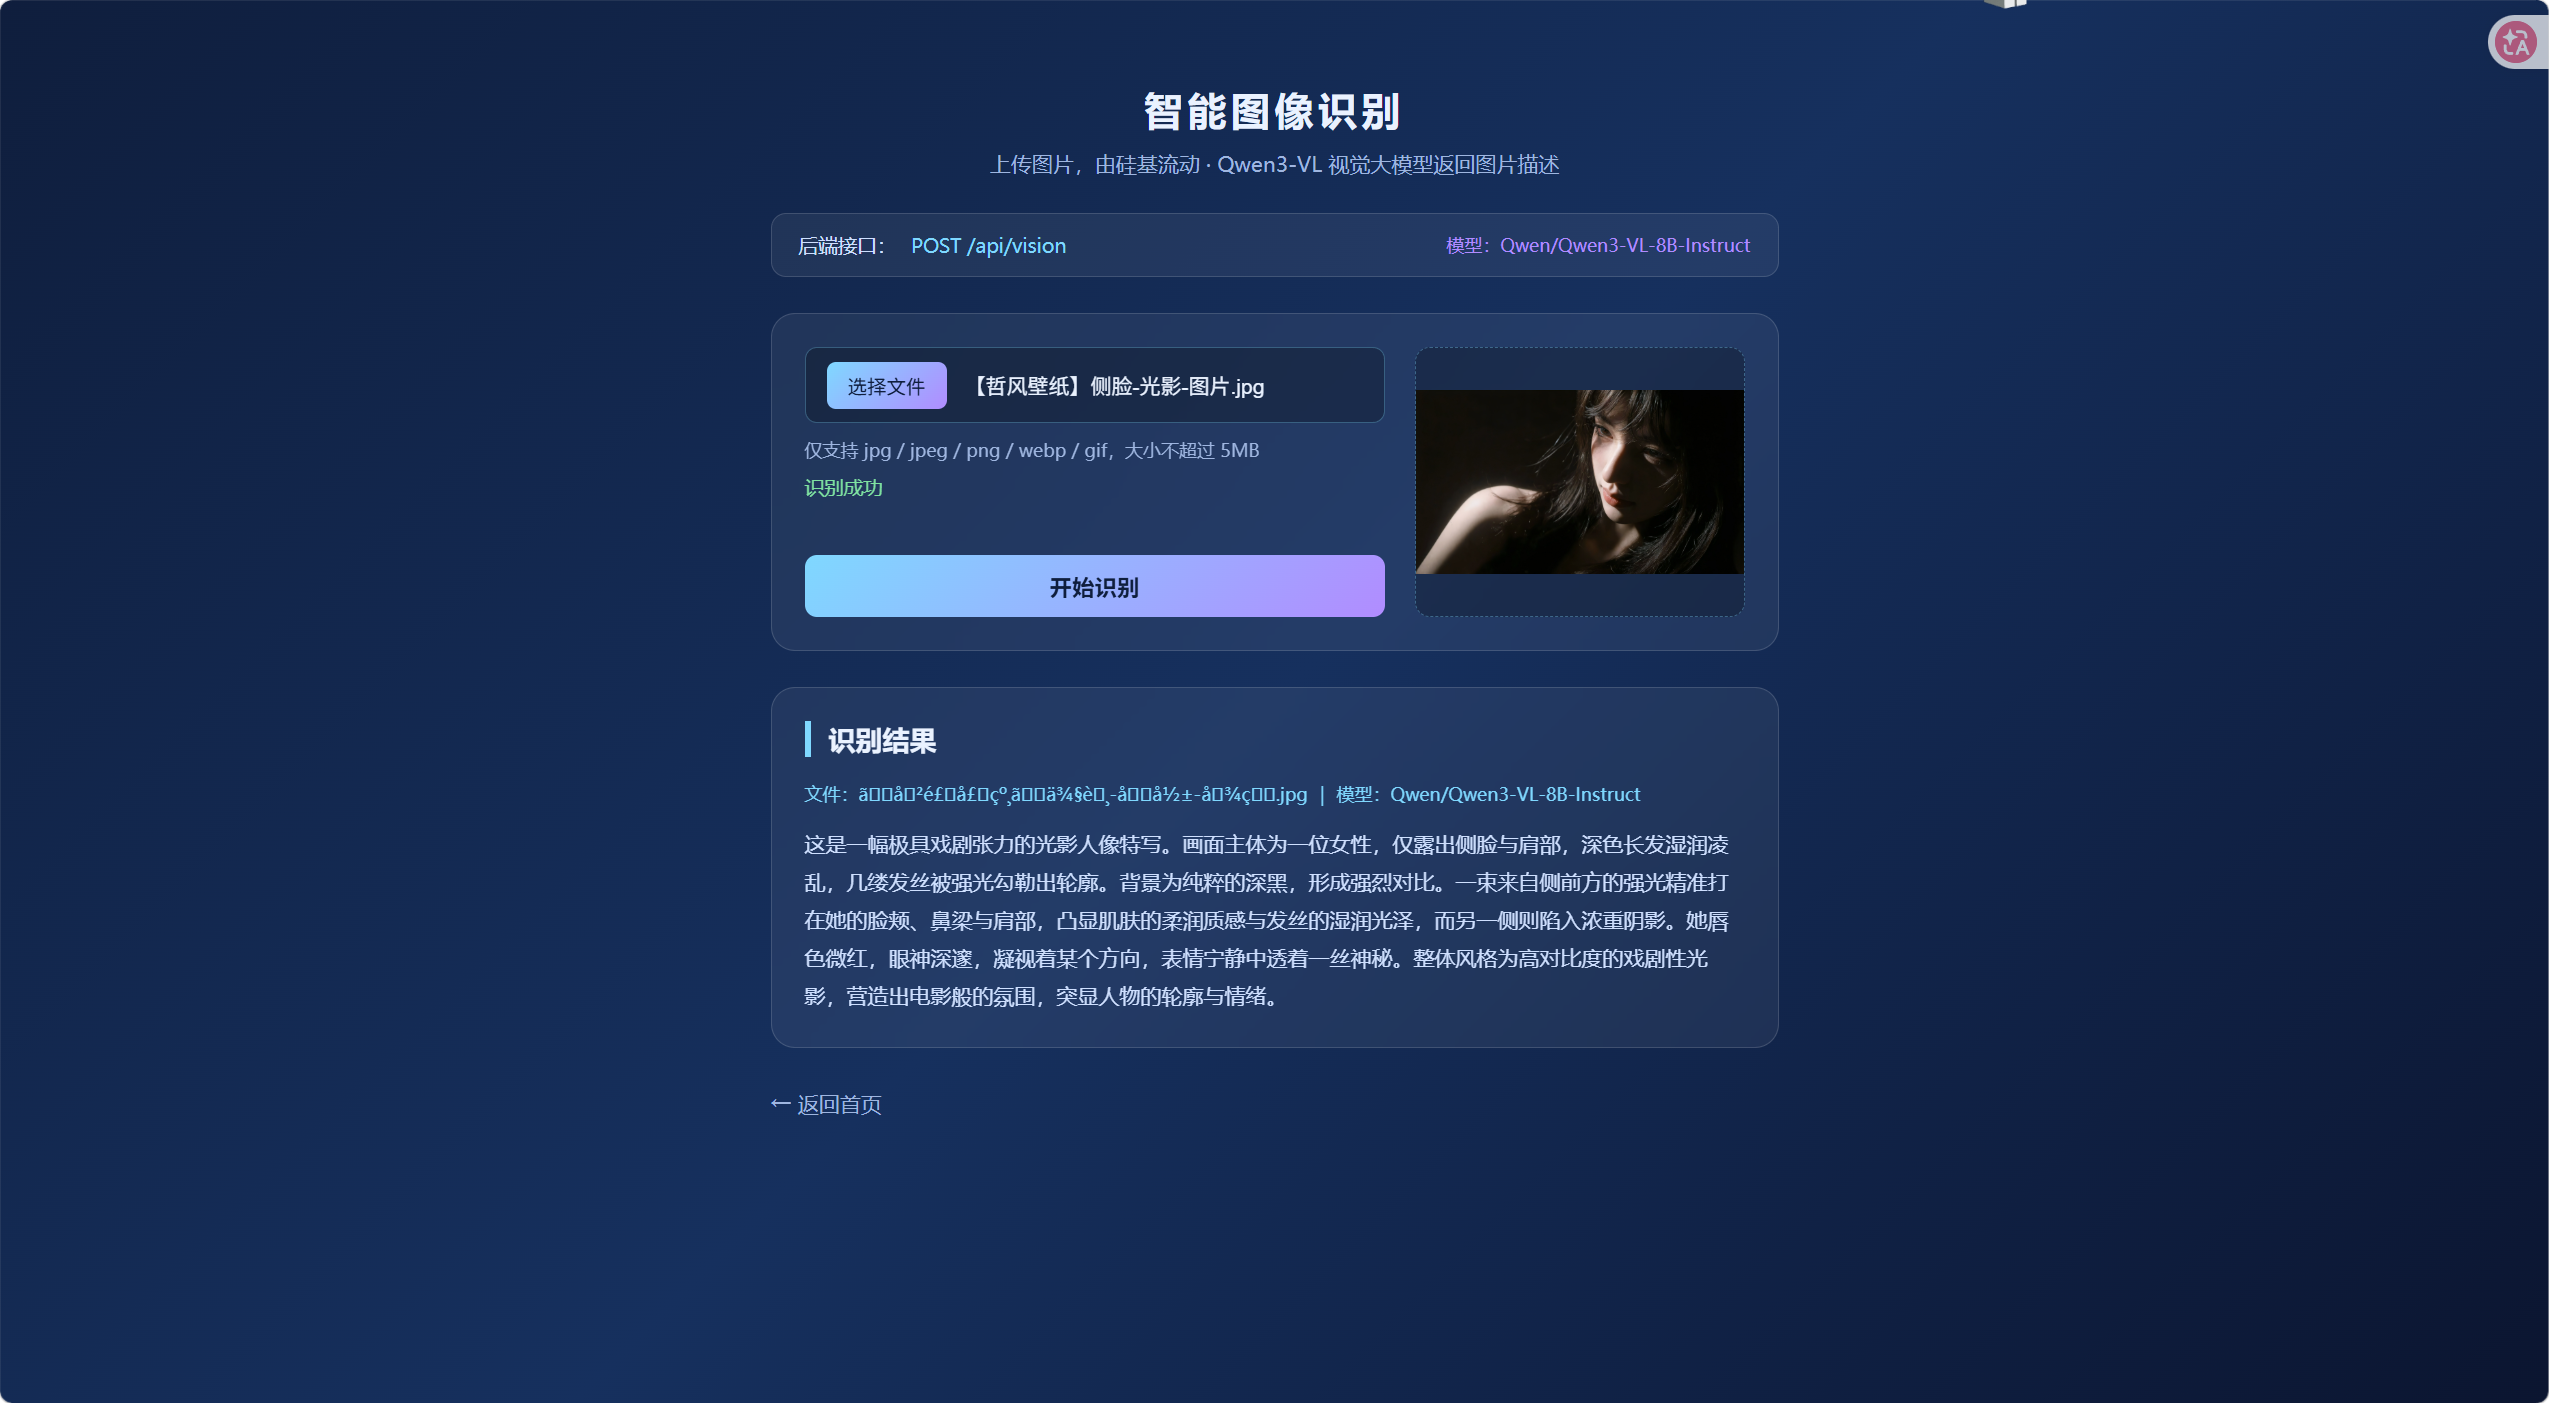 智能图像识别
上传图片，由硅基流动 · Qwen3-VL 视觉大模型返回图片描述
后端接口： POST /api/vision 模型：Qwen/Qwen3-VL-8B-Instruct
选择文件 【哲风壁纸】侧脸-光影-图片.jpg
仅支持 jpg / jpeg / png / webp / gif，大小不超过 5MB
识别成功
开始识别
识别结果
文件：ã▯▯å▯²é£▯å£▯çº¸ã▯▯ä¾§è▯¸-å▯▯å½±-å▯¾ç▯▯.jpg | 模型：Qwen/Qwen3-VL-8B-Instruct
这是一幅极具戏剧张力的光影人像特写。画面主体为一位女性，仅露出侧脸与肩部，深色长发湿润凌
乱，几缕发丝被强光勾勒出轮廓。背景为纯粹的深黑，形成强烈对比。一束来自侧前方的强光精准打
在她的脸颊、鼻梁与肩部，凸显肌肤的柔润质感与发丝的湿润光泽，而另一侧则陷入浓重阴影。她唇
色微红，眼神深邃，凝视着某个方向，表情宁静中透着一丝神秘。整体风格为高对比度的戏剧性光
影，营造出电影般的氛围，突显人物的轮廓与情绪。
← 返回首页